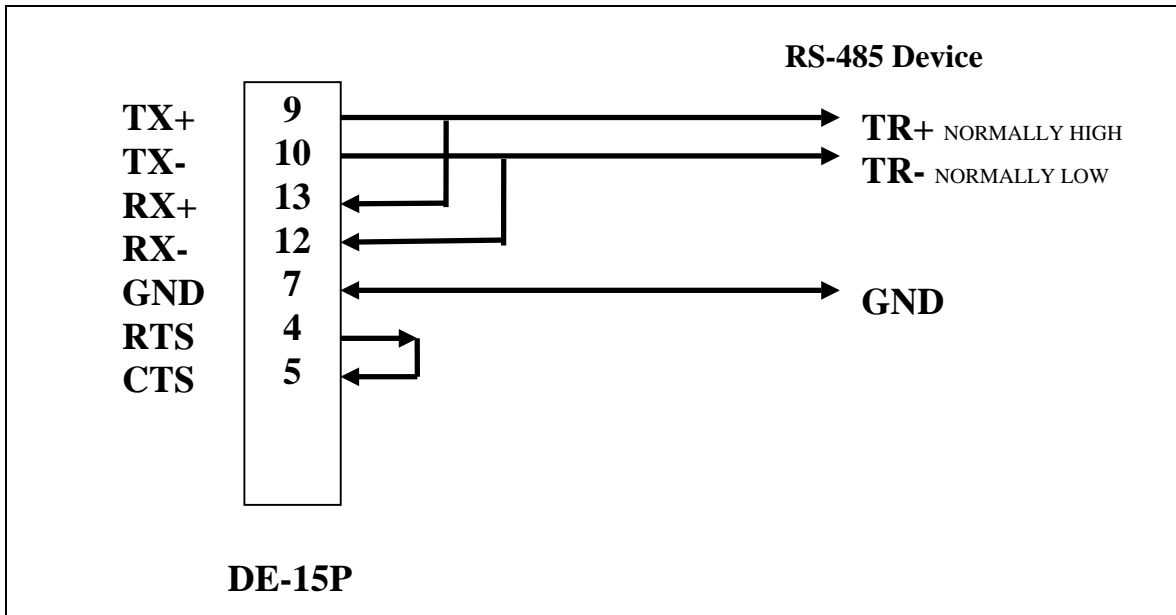 RS-485 Device
TX+ 9 TR+ NORMALLY HIGH
TX- 10 TR- NORMALLY LOW
RX+ 13
RX- 12
GND 7 GND
RTS 4
CTS 5
DE-15P